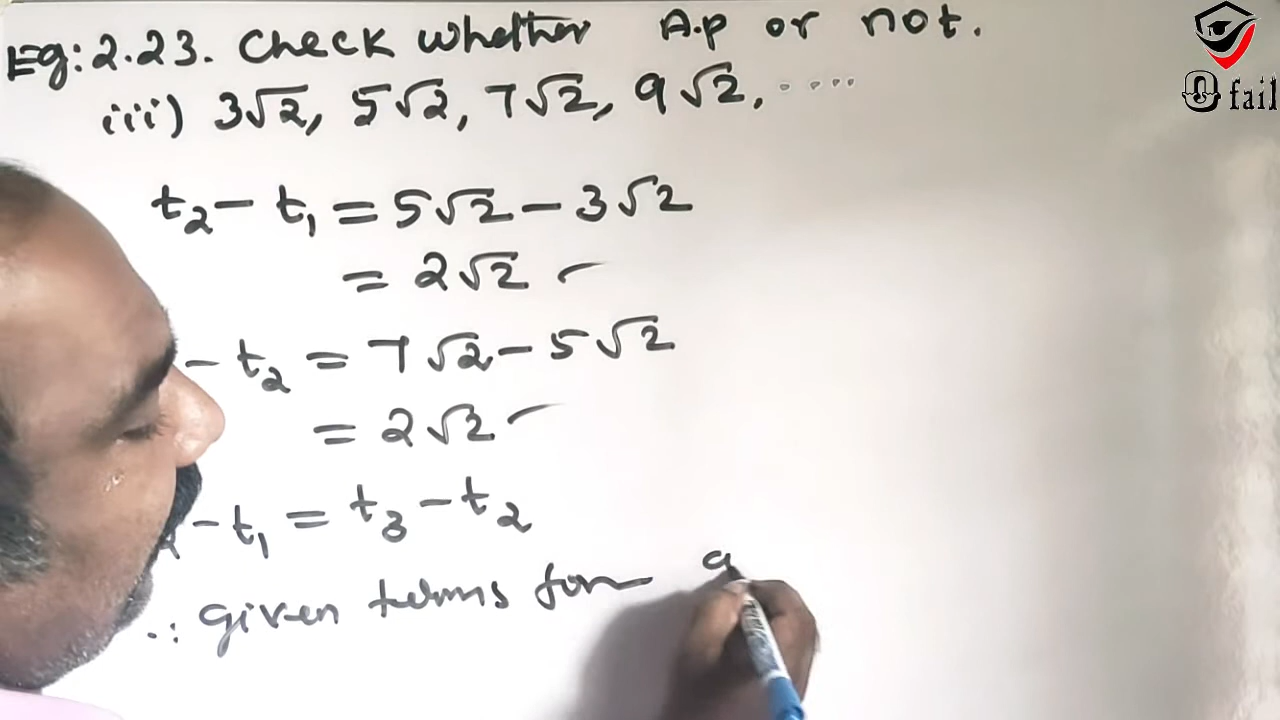 Eg: 2.23. Check whether A.p or not.
iii) 3√2, 5√2, 7√2, 9√2, ....
t₂ - t₁ = 5√2 - 3√2
= 2√2
- t₂ = 7√2 - 5√2
= 2√2
- t₁ = t₃ - t₂
∴ given terms form a
0 fail